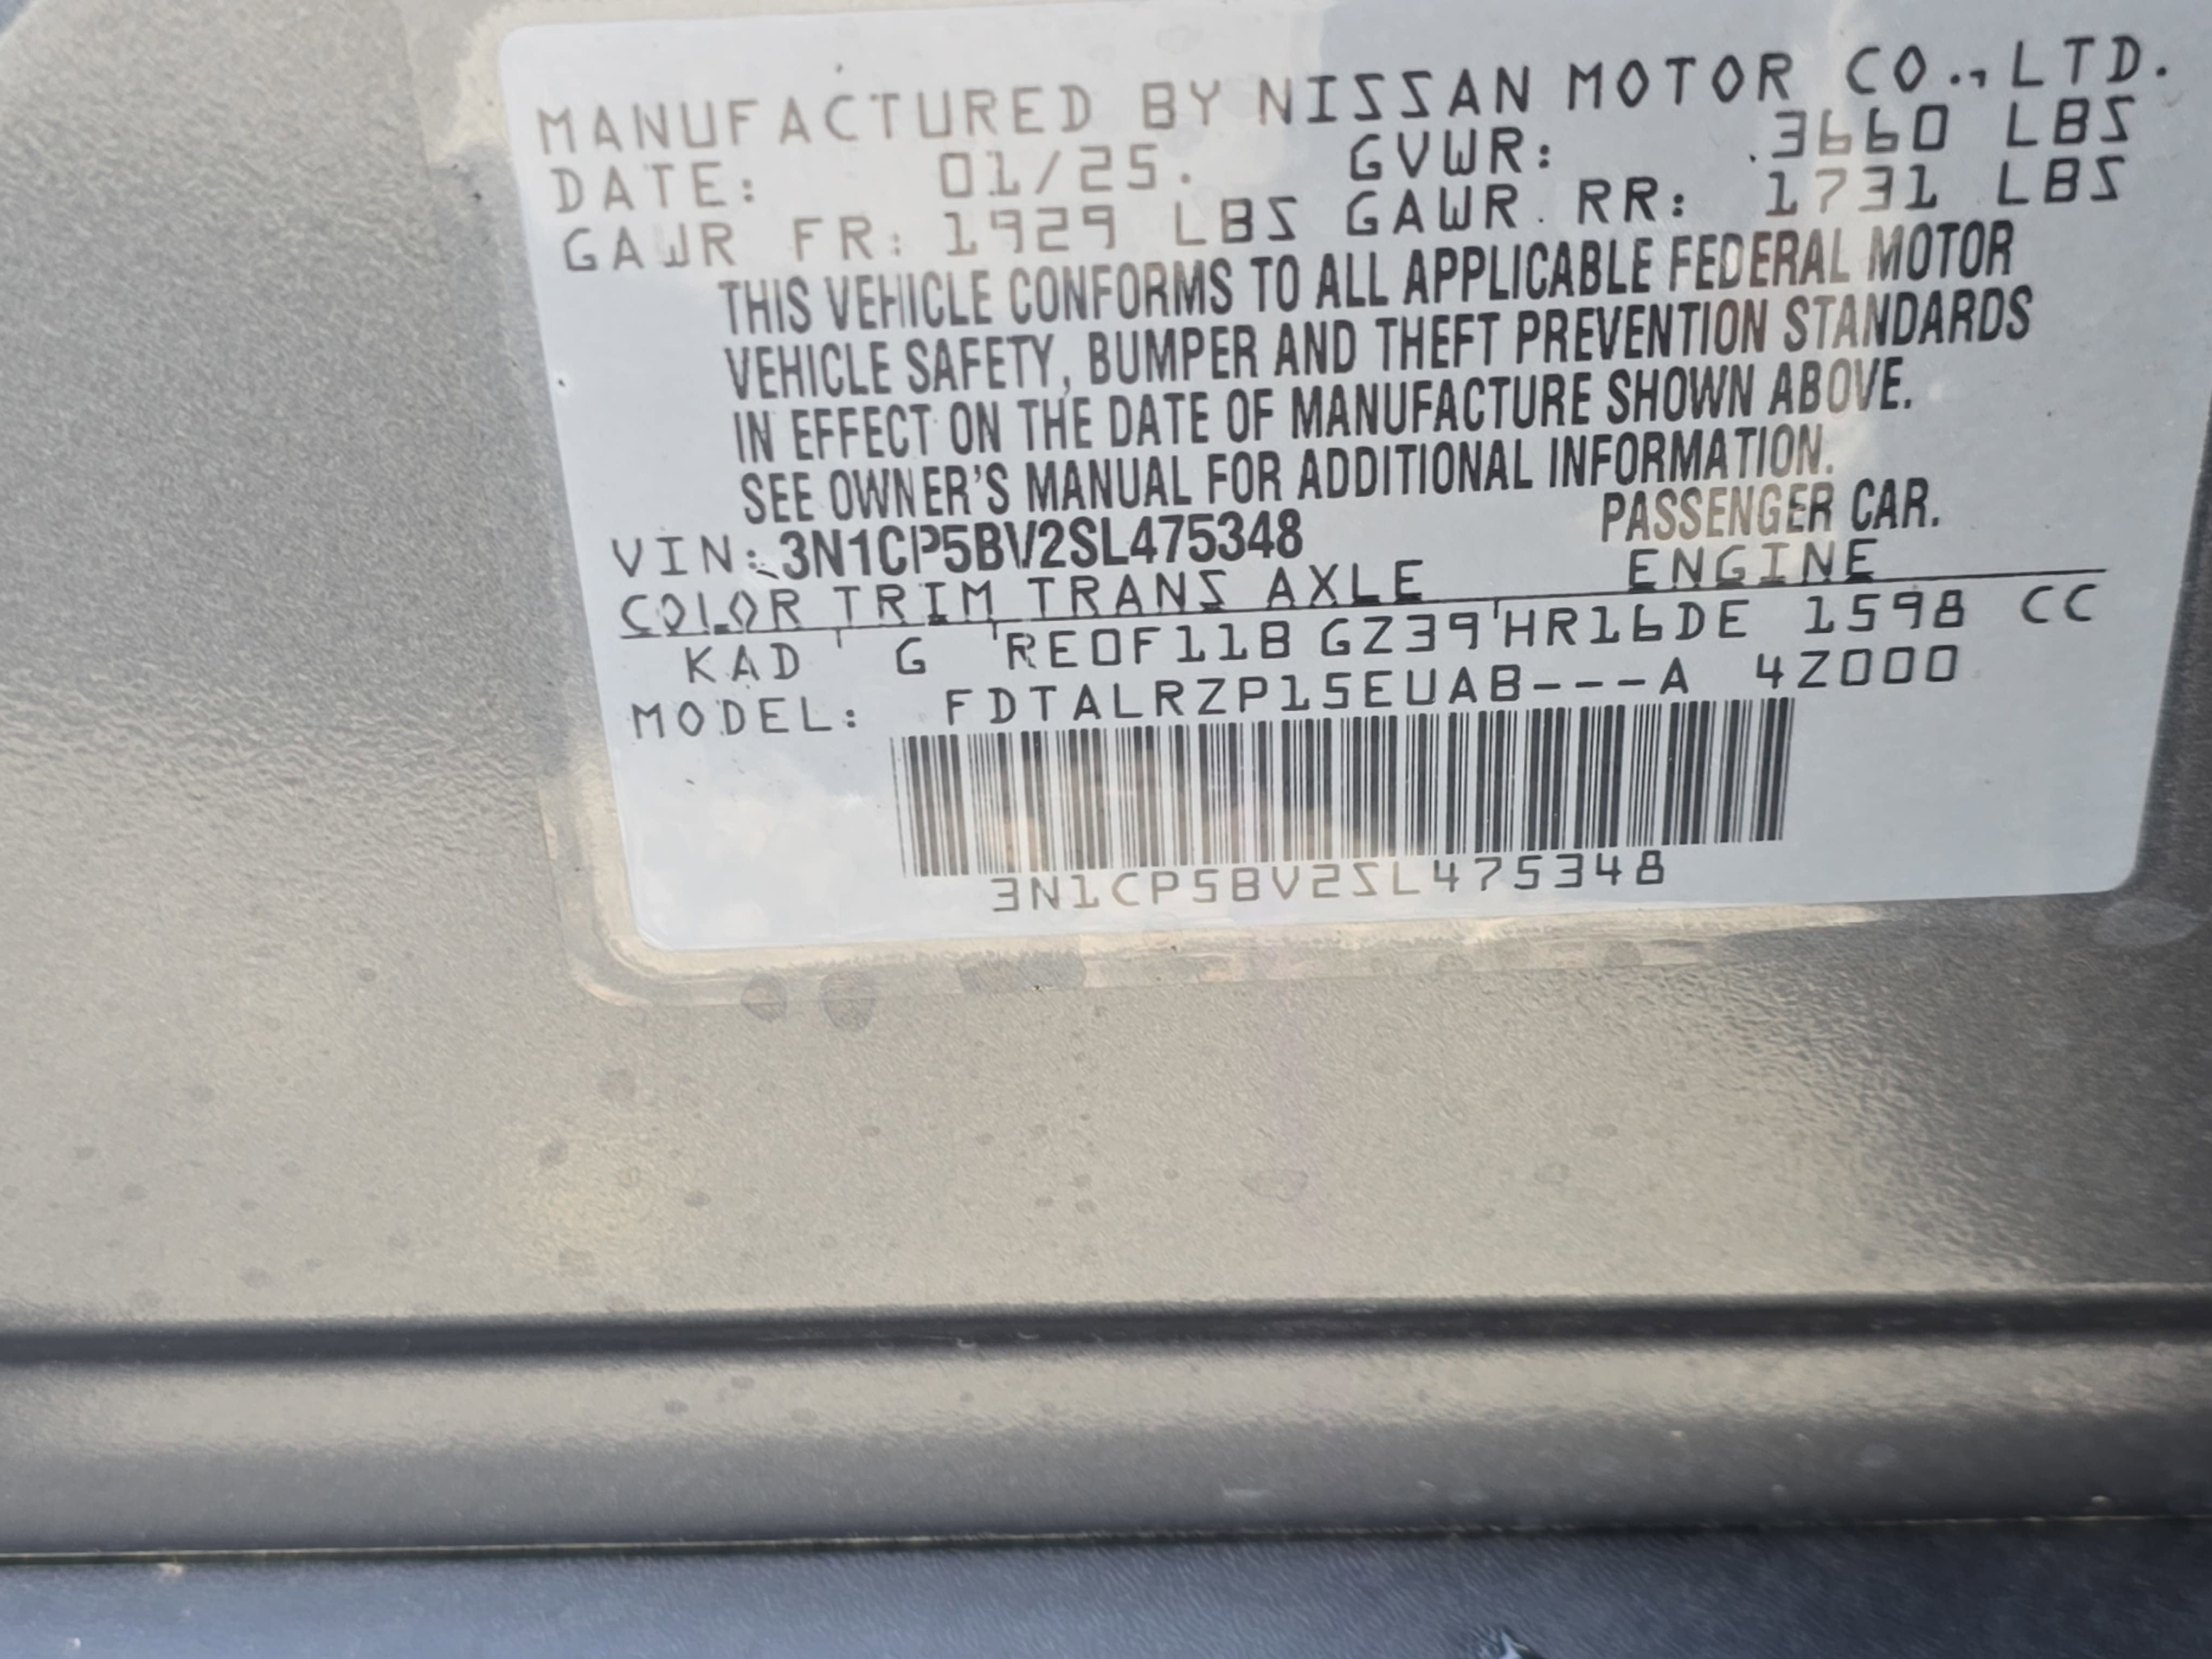 MANUFACTURED BY NISSAN MOTOR CO., LTD.
DATE: 01/25. GVWR: 3660 LBS
GAWR FR: 1929 LBS GAWR RR: 1731 LBS
THIS VEHICLE CONFORMS TO ALL APPLICABLE FEDERAL MOTOR
VEHICLE SAFETY, BUMPER AND THEFT PREVENTION STANDARDS
IN EFFECT ON THE DATE OF MANUFACTURE SHOWN ABOVE.
SEE OWNER'S MANUAL FOR ADDITIONAL INFORMATION.
VIN: 3N1CP5BV2SL475348 PASSENGER CAR.
COLOR TRIM TRANS AXLE ENGINE
KAD G RE0F11B GZ39 HR16DE 1598 CC
MODEL: FDTALRZP15EUAB---A 4Z000
3N1CP5BV2SL475348